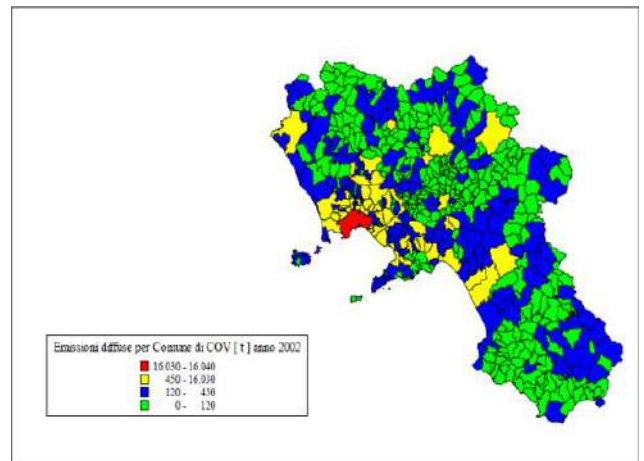 Emissioni diffuse per Comune di COV [ t ] anno 2002
16.030 - 16.040
450 - 16.030
120 - 450
0 - 120